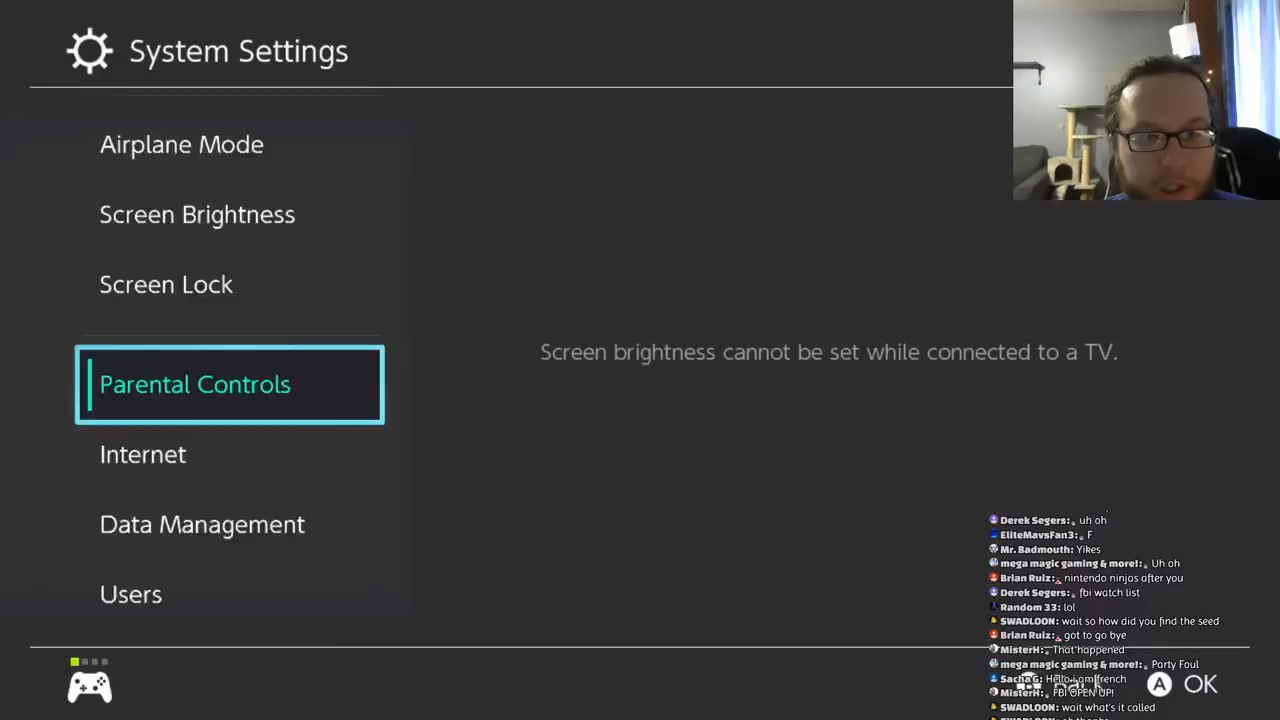 System Settings
Airplane Mode
Screen Brightness
Screen Lock
Screen brightness cannot be set while connected to a TV.
Parental Controls
Internet
Data Management
Users
Derek Segers: uh oh
EliteMavsFan3: F
Mr. Badmouth: Yikes
mega magic gaming & more!: Uh oh
Brian Ruiz: nintendo ninjas after you
Derek Segers: fbi watch list
Random 33: lol
SWADLOON: wait so how did you find the seed
Brian Ruiz: got to go bye
MisterH: That happened
mega magic gaming & more!: Party Foul
Sacha G: Hello i am french
MisterH: FBI OPEN UP!
SWADLOON: wait what's it called
Back
A OK